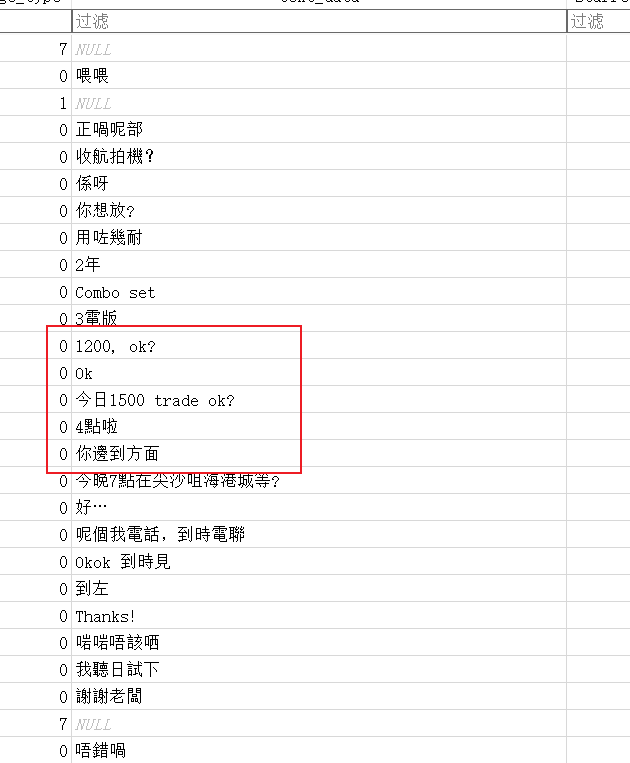 过滤 过滤
7 NULL
0 喂喂
1 NULL
0 正喎呢部
0 收航拍機？
0 係呀
0 你想放?
0 用咗幾耐
0 2年
0 Combo set
0 3電版
0 1200, ok?
0 Ok
0 今日1500 trade ok?
0 4點啦
0 你邊到方面
0 今晚7點在尖沙咀海港城等?
0 好…
0 呢個我電話，到時電聯
0 Okok 到時見
0 到左
0 Thanks!
0 啱啱唔該哂
0 我聽日試下
0 謝謝老闆
7 NULL
0 唔錯喎